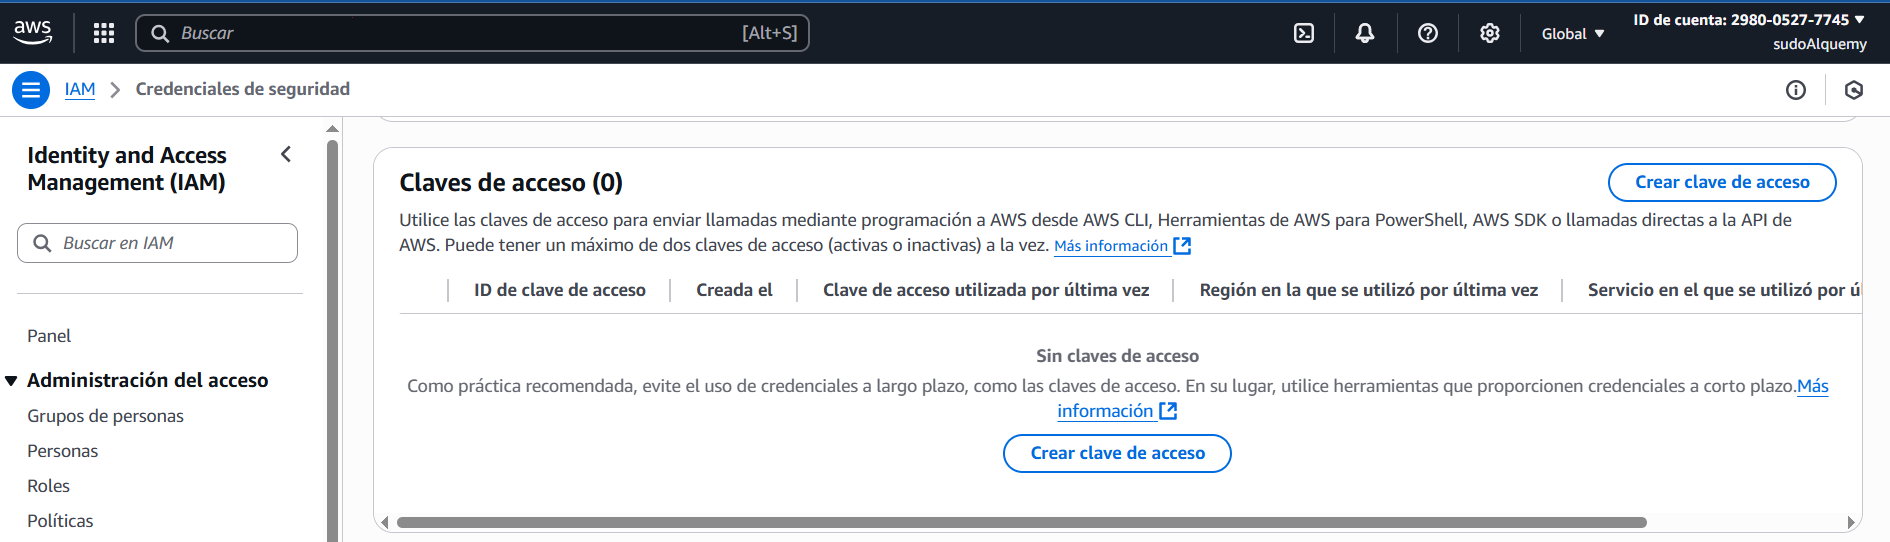 aws
Buscar
[Alt+S]
Global
ID de cuenta: 2980-0527-7745
sudoAlquemy
IAM
Credenciales de seguridad
Identity and Access
Management (IAM)
Buscar en IAM
Panel
Administración del acceso
Grupos de personas
Personas
Roles
Políticas
Claves de acceso (0)
Crear clave de acceso
Utilice las claves de acceso para enviar llamadas mediante programación a AWS desde AWS CLI, Herramientas de AWS para PowerShell, AWS SDK o llamadas directas a la API de
AWS. Puede tener un máximo de dos claves de acceso (activas o inactivas) a la vez. Más información
ID de clave de acceso
Creada el
Clave de acceso utilizada por última vez
Región en la que se utilizó por última vez
Servicio en el que se utilizó por
Sin claves de acceso
Como práctica recomendada, evite el uso de credenciales a largo plazo, como las claves de acceso. En su lugar, utilice herramientas que proporcionen credenciales a corto plazo.Más
información
Crear clave de acceso